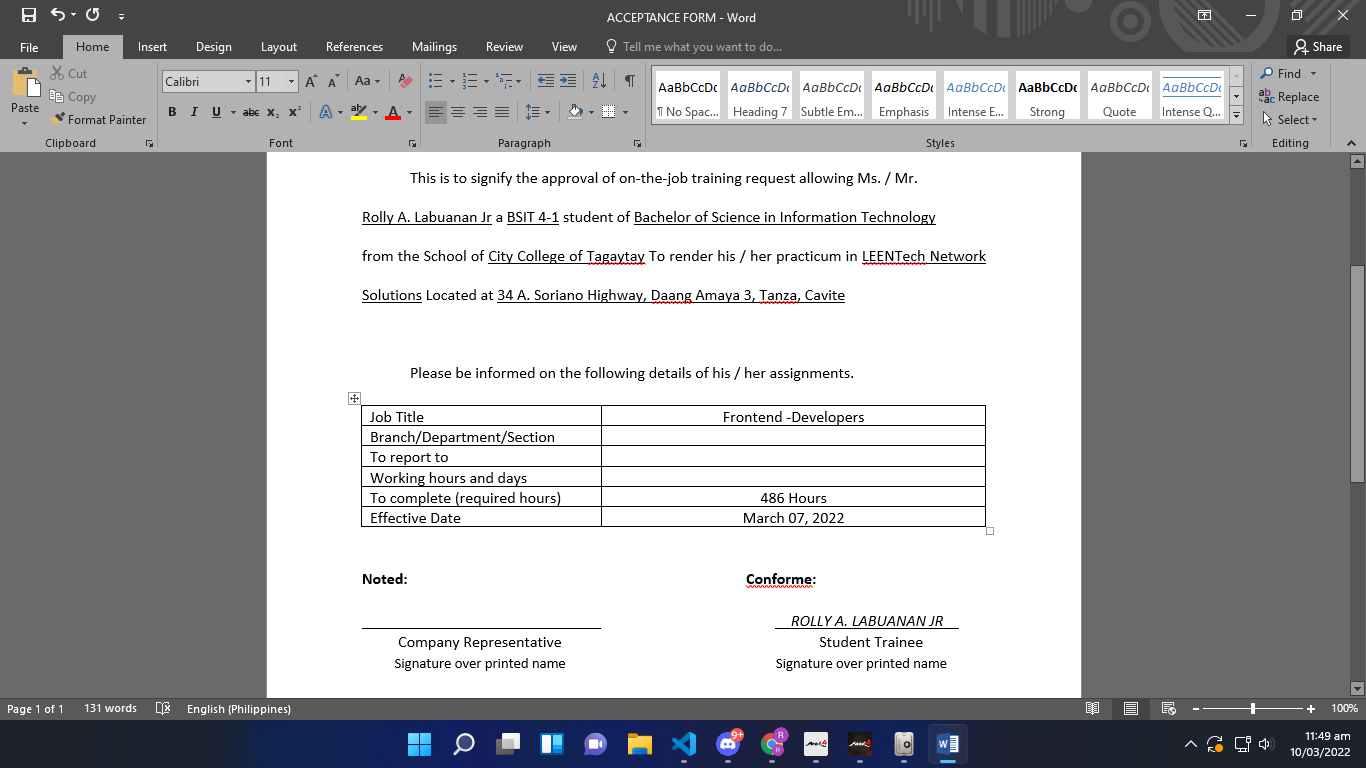 ACCEPTANCE FORM - Word
File Home Insert Design Layout References Mailings Review View Tell me what you want to do... Share
Paste
Cut
Copy
Format Painter
Clipboard
Calibri 11
Font
Paragraph
AaBbCcDc AaBbCcDc AaBbCcDc AaBbCcDc AaBbCcDc AaBbCcDc AaBbCcDc AaBbCcDc
¶ No Spac... Heading 7 Subtle Em... Emphasis Intense E... Strong Quote Intense Q...
Styles
Find
Replace
Select
Editing
This is to signify the approval of on-the-job training request allowing Ms. / Mr.
Rolly A. Labuanan Jr a BSIT 4-1 student of Bachelor of Science in Information Technology
from the School of City College of Tagaytay To render his / her practicum in LEENTech Network
Solutions Located at 34 A. Soriano Highway, Daang Amaya 3, Tanza, Cavite
Please be informed on the following details of his / her assignments.
Job Title Frontend -Developers
Branch/Department/Section
To report to
Working hours and days
To complete (required hours) 486 Hours
Effective Date March 07, 2022
Noted: Conforme:
ROLLY A. LABUANAN JR
Company Representative Student Trainee
Signature over printed name Signature over printed name
Page 1 of 1 131 words English (Philippines) 100%
9+ R
11:49 am
10/03/2022